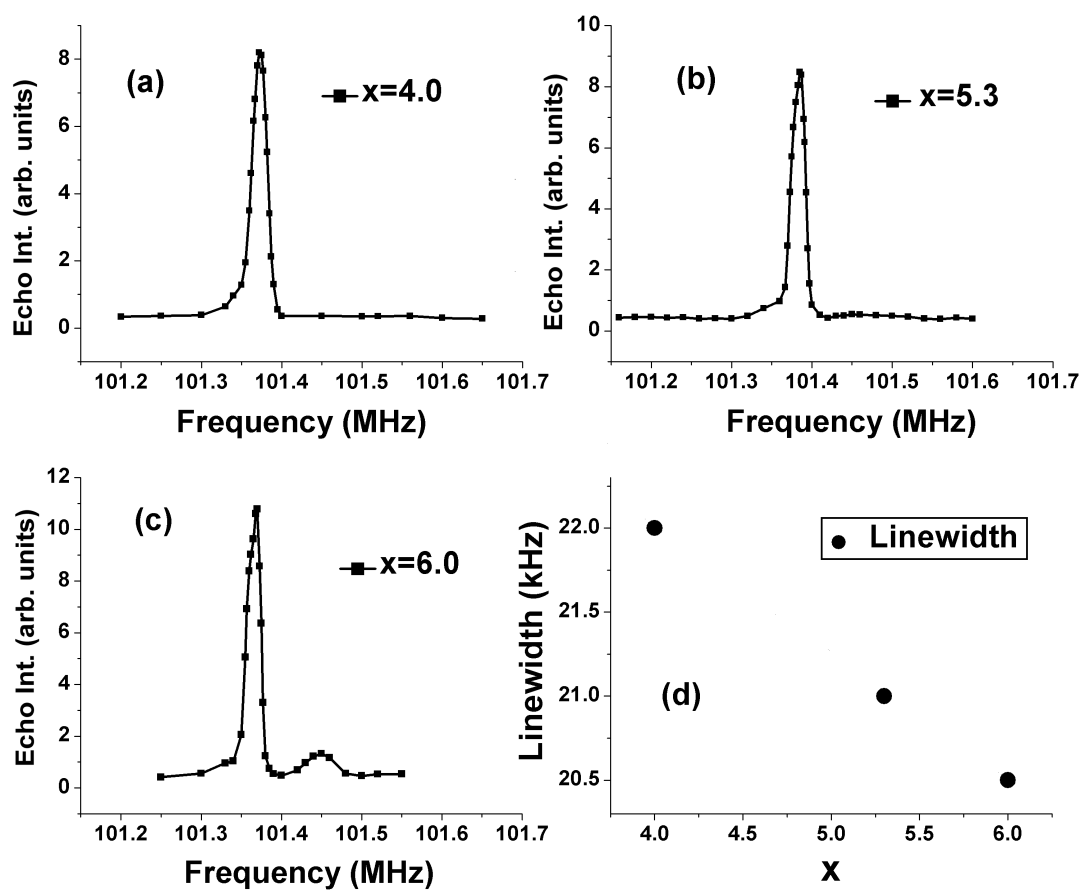 (a)
x=4.0
Echo Int. (arb. units)
8
6
4
2
0
101.2 101.3 101.4 101.5 101.6 101.7
Frequency (MHz)
(b)
x=5.3
Echo Int. (arb. units)
10
8
6
4
2
0
101.2 101.3 101.4 101.5 101.6 101.7
Frequency (MHz)
(c)
x=6.0
Echo Int. (arb. units)
12
10
8
6
4
2
0
101.2 101.3 101.4 101.5 101.6 101.7
Frequency (MHz)
Linewidth
(d)
Linewidth (kHz)
22.0
21.5
21.0
20.5
4.0 4.5 5.0 5.5 6.0
x